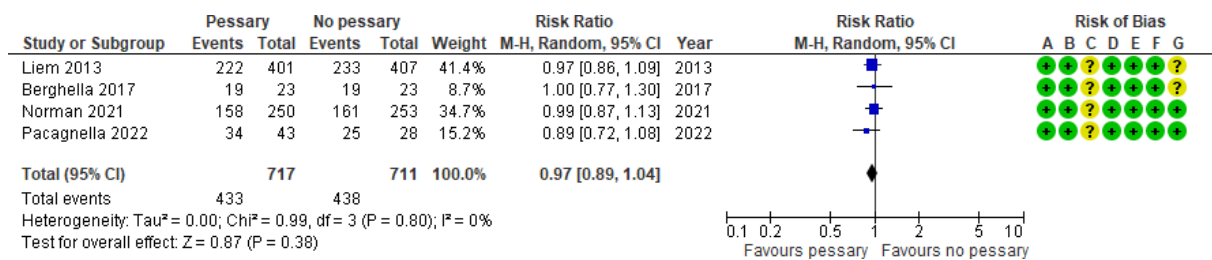 Pessary No pessary Risk Ratio Risk Ratio Risk of Bias
Study or Subgroup Events Total Events Total Weight M-H, Random, 95% CI Year M-H, Random, 95% CI A B C D E F G
Liem 2013 222 401 233 407 41.4% 0.97 [0.86, 1.09] 2013 + + ? + + + ?
Berghella 2017 19 23 19 23 8.7% 1.00 [0.77, 1.30] 2017 + + ? + + + ?
Norman 2021 158 250 161 253 34.7% 0.99 [0.87, 1.13] 2021 + + ? + + + +
Pacagnella 2022 34 43 25 28 15.2% 0.89 [0.72, 1.08] 2022 + + ? + + + +
Total (95% CI) 717 711 100.0% 0.97 [0.89, 1.04]
Total events 433 438
Heterogeneity: Tau² = 0.00; Chi² = 0.99, df = 3 (P = 0.80); I² = 0%
Test for overall effect: Z = 0.87 (P = 0.38)
0.1 0.2 0.5 1 2 5 10
Favours pessary Favours no pessary